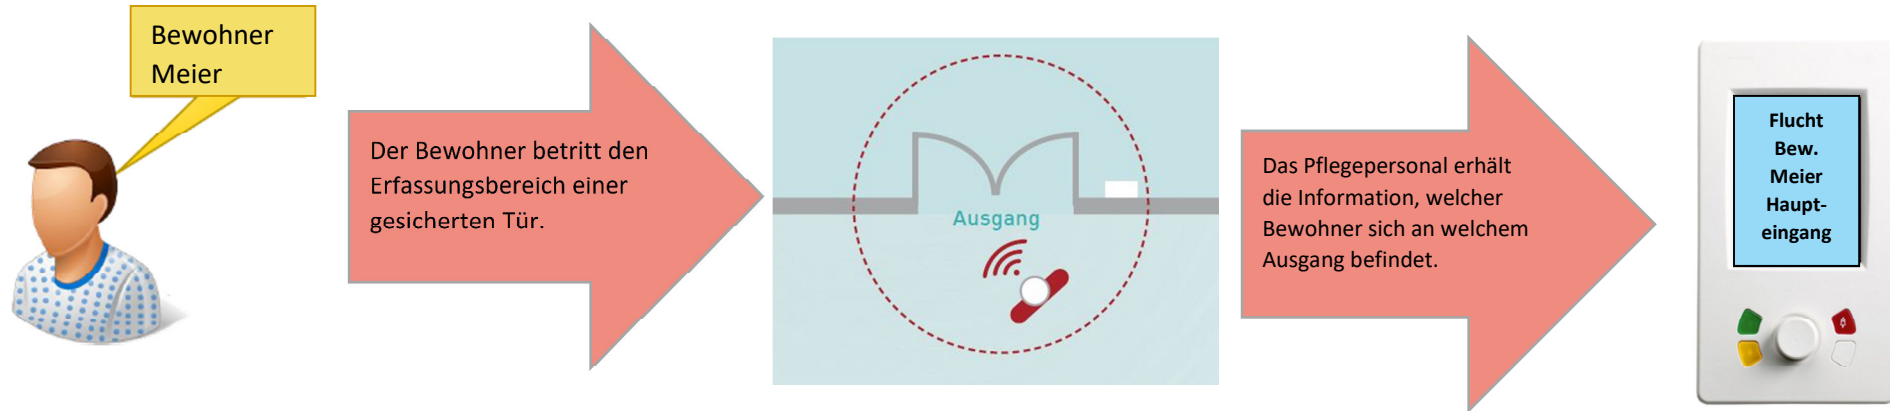 Bewohner
Meier
Der Bewohner betritt den
Erfassungsbereich einer
gesicherten Tür.
Ausgang
Das Pflegepersonal erhält
die Information, welcher
Bewohner sich an welchem
Ausgang befindet.
Flucht
Bew.
Meier
Haupt-
eingang